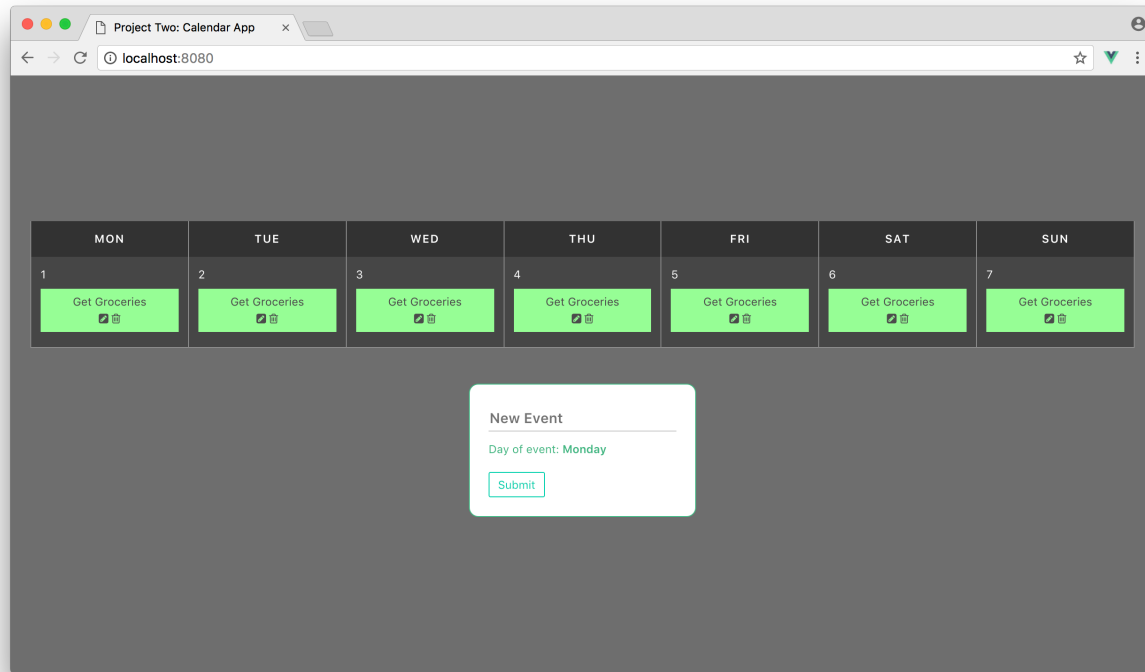 Project Two: Calendar App
localhost:8080
MON TUE WED THU FRI SAT SUN
1 2 3 4 5 6 7
Get Groceries Get Groceries Get Groceries Get Groceries Get Groceries Get Groceries Get Groceries
New Event
Day of event: Monday
Submit